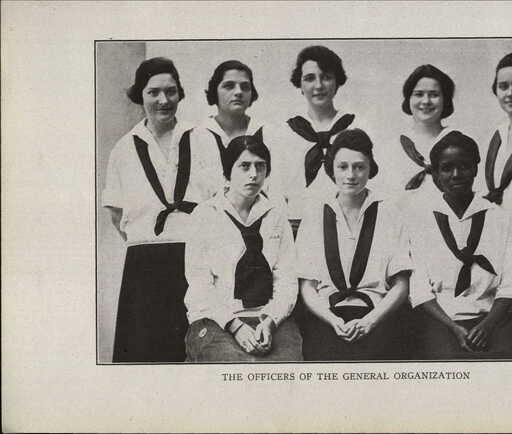 THE OFFICERS OF THE GENERAL ORGANIZATION